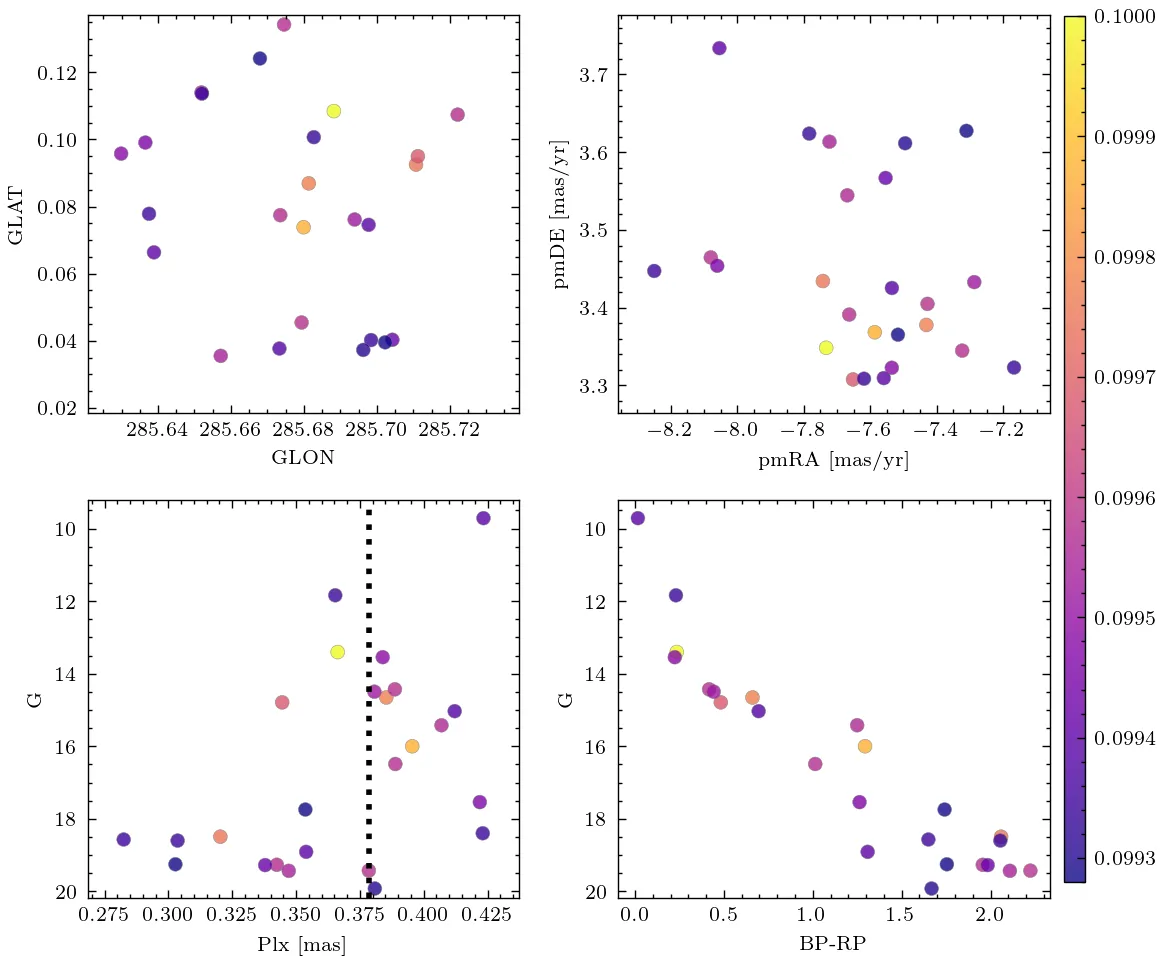 0.12
0.10
0.08
0.06
0.04
0.02
GLAT
285.64 285.66 285.68 285.70 285.72
GLON
3.7
3.6
3.5
3.4
3.3
pmDE [mas/yr]
−8.2 −8.0 −7.8 −7.6 −7.4 −7.2
pmRA [mas/yr]
0.1000
0.0999
0.0998
0.0997
0.0996
0.0995
0.0994
0.0993
10
12
14
16
18
20
G
0.275 0.300 0.325 0.350 0.375 0.400 0.425
Plx [mas]
10
12
14
16
18
20
G
0.0 0.5 1.0 1.5 2.0
BP-RP